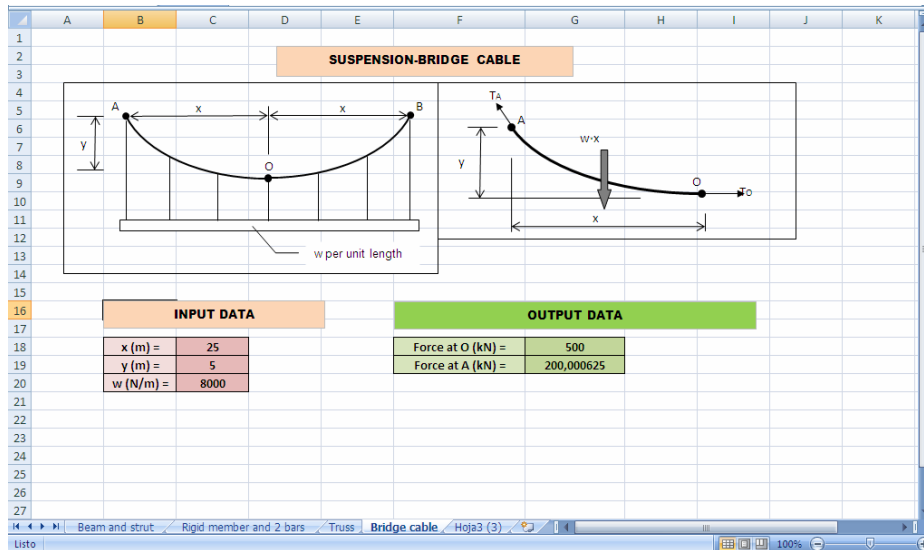 A B C D E F G H I J K
1
2 SUSPENSION-BRIDGE CABLE
3
4
5 A x x B TA
6 A
7 y w·x
8 y
9 O O
10 To
11 x
12
13 w per unit length
14
15
16 INPUT DATA OUTPUT DATA
17
18 x (m) = 25 Force at O (kN) = 500
19 y (m) = 5 Force at A (kN) = 200,000625
20 w (N/m) = 8000
21
22
23
24
25
26
27
Beam and strut Rigid member and 2 bars Truss Bridge cable Hoja3 (3)
Listo 100%